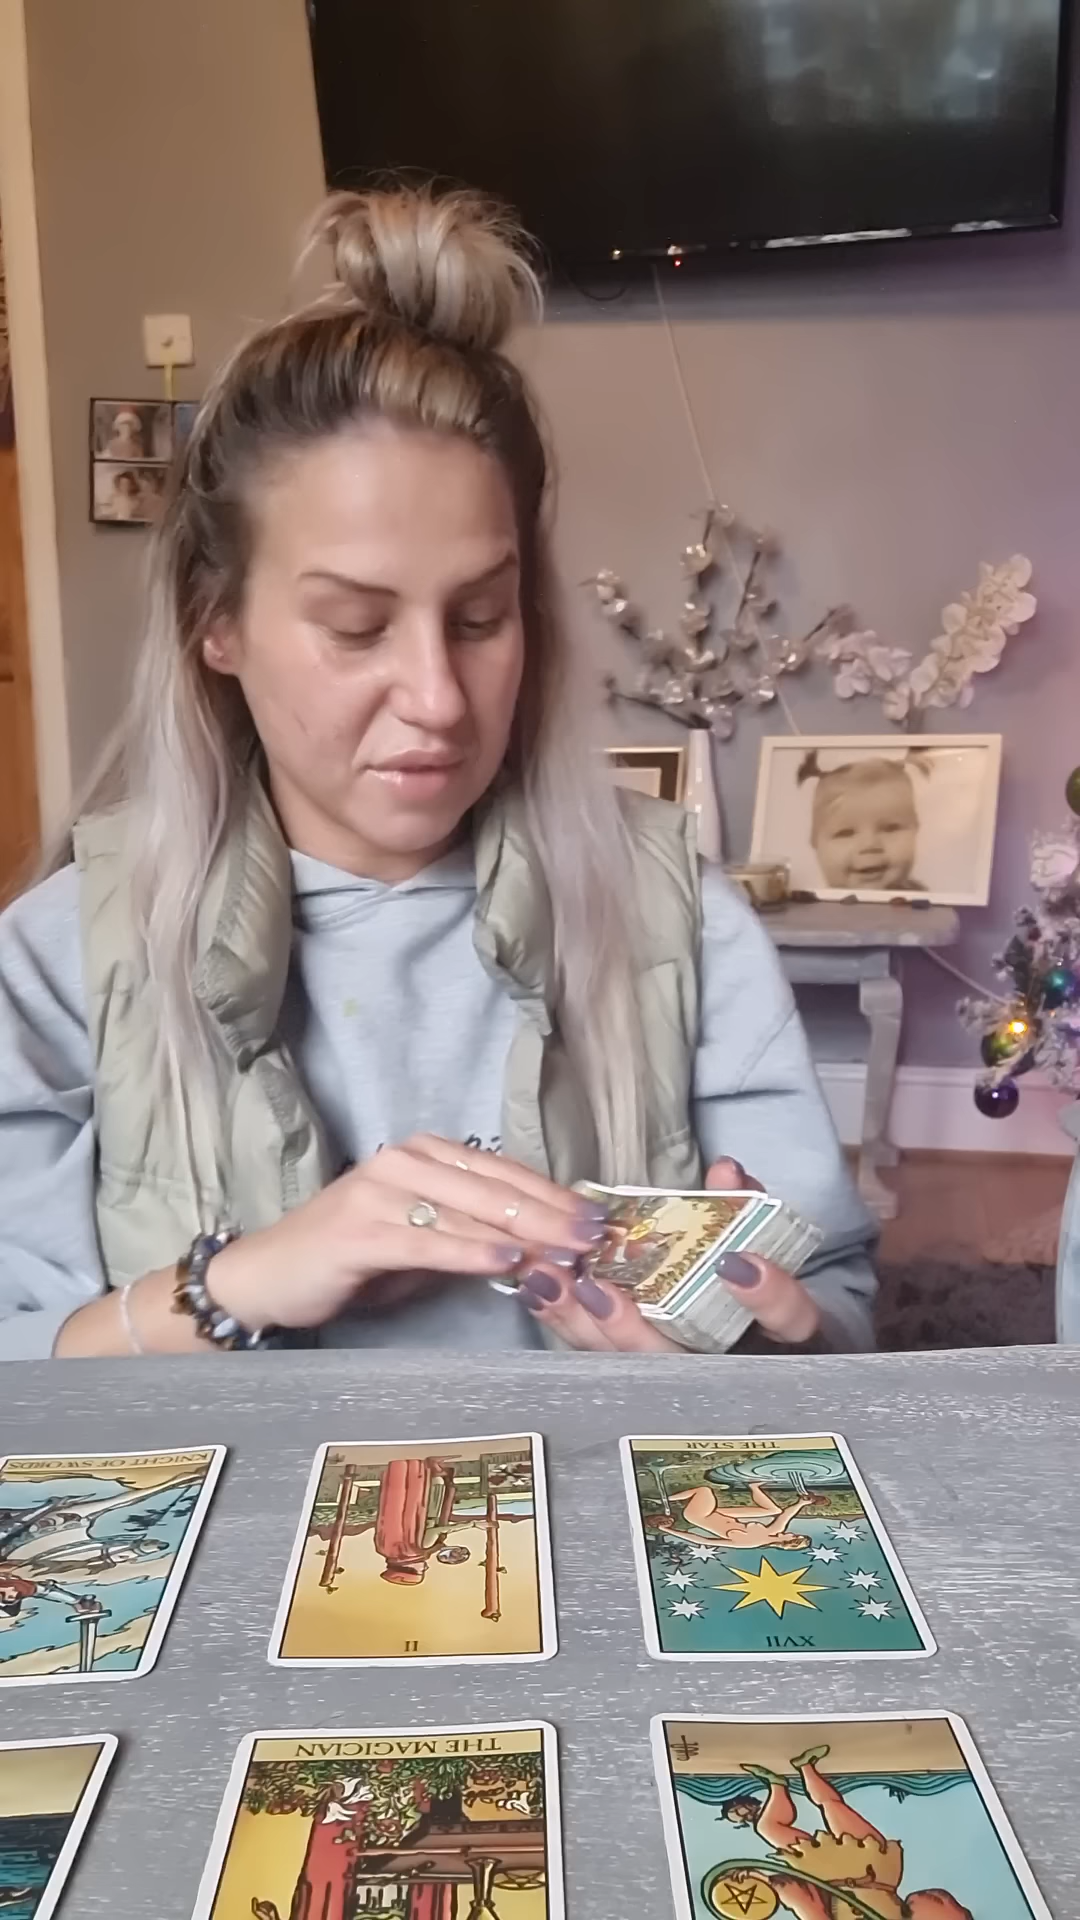 KNIGHT OF SWORDS
II
THE STAR
XVII
THE MAGICIAN